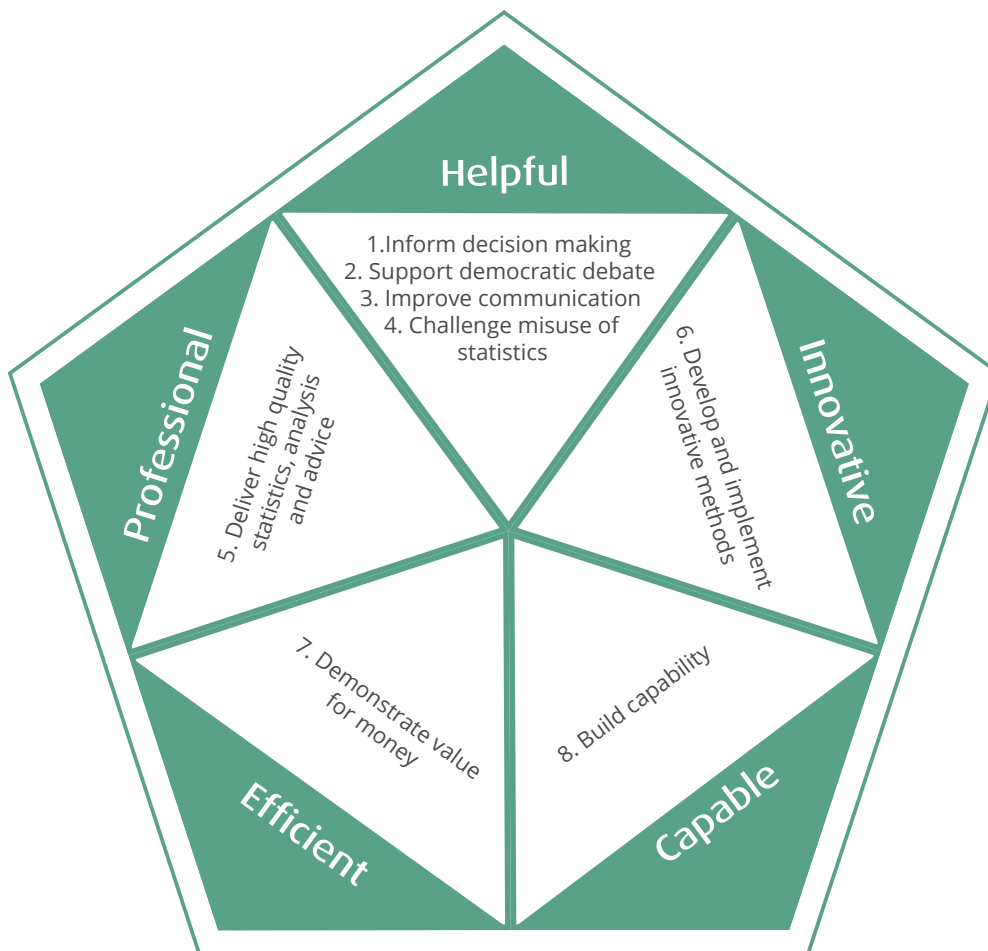 Helpful
1.Inform decision making
2. Support democratic debate
3. Improve communication
4. Challenge misuse of
statistics
Professional
5. Deliver high quality
statistics, analysis
and advice
Innovative
6. Develop and implement
innovative methods
Efficient
7. Demonstrate value
for money
Capable
8. Build capability